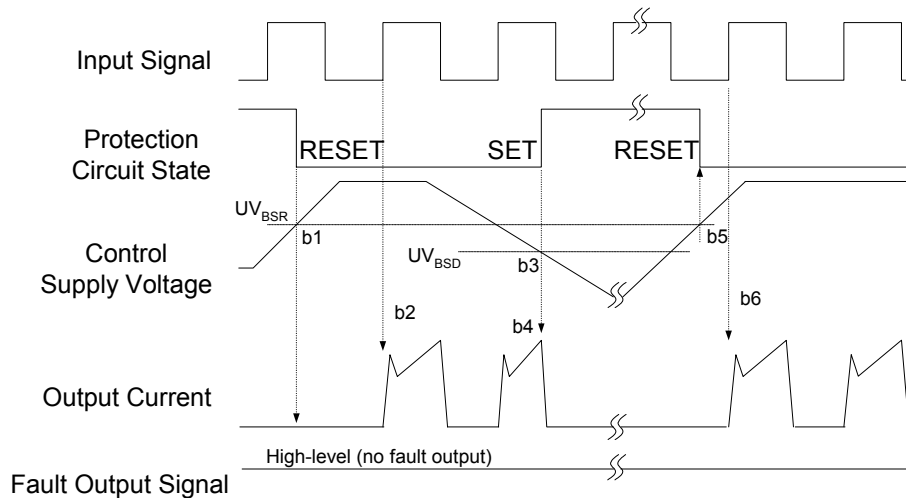 Input Signal
Protection
Circuit State
RESET
SET
RESET
UVBSR
b1
UVBSD
b3
b5
Control
Supply Voltage
b2
b4
b6
Output Current
High-level (no fault output)
Fault Output Signal